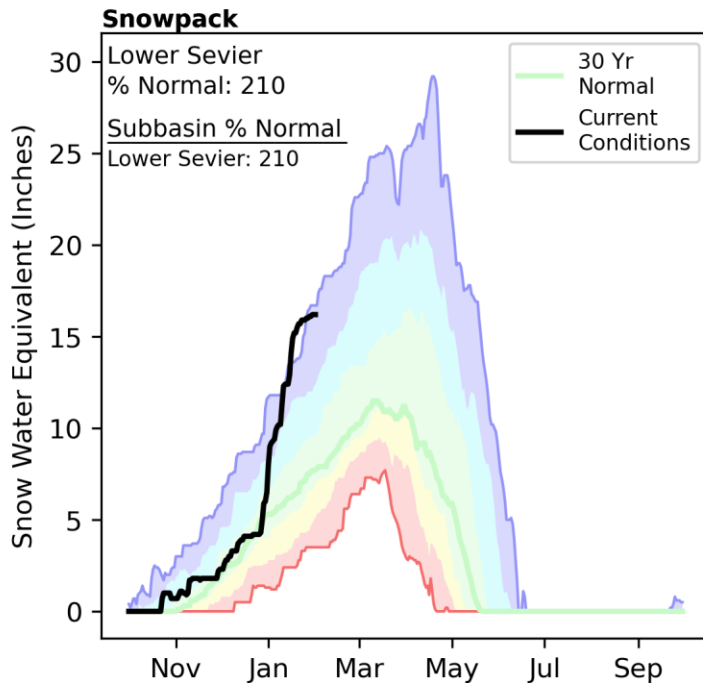 Snowpack
Lower Sevier
% Normal: 210
Subbasin % Normal
Lower Sevier: 210
30 Yr
Normal
Current
Conditions
Snow Water Equivalent (Inches)
30
25
20
15
10
5
0
Nov Jan Mar May Jul Sep